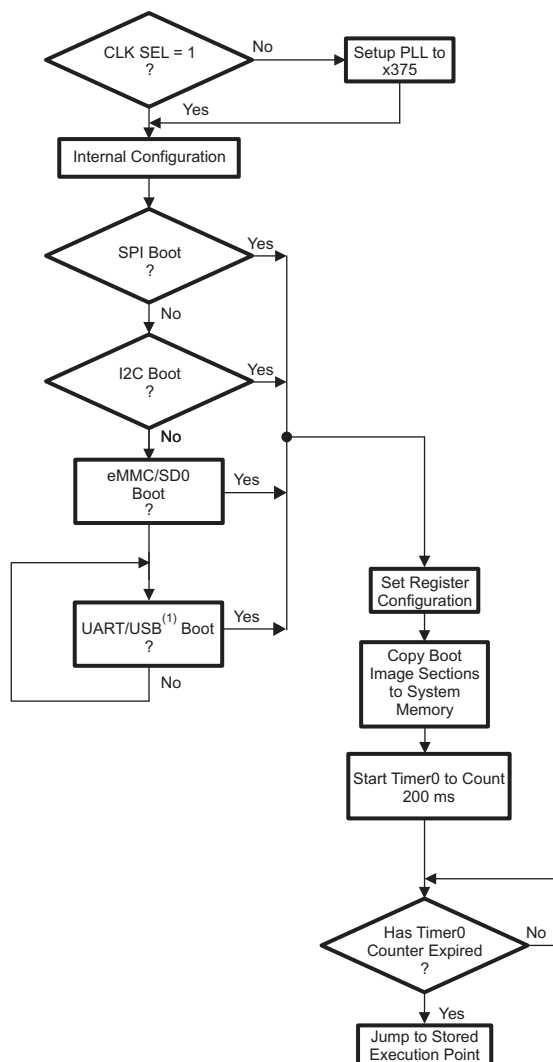 CLK SEL = 1
?
No
Setup PLL to
x375
Yes
Internal Configuration
SPI Boot
?
Yes
No
I2C Boot
?
Yes
No
eMMC/SD0
Boot
?
Yes
Set Register
Configuration
UART/USB(1) Boot
?
Yes
No
Copy Boot
Image Sections
to System
Memory
Start Timer0 to Count
200 ms
Has Timer0
Counter Expired
?
No
Yes
Jump to Stored
Execution Point